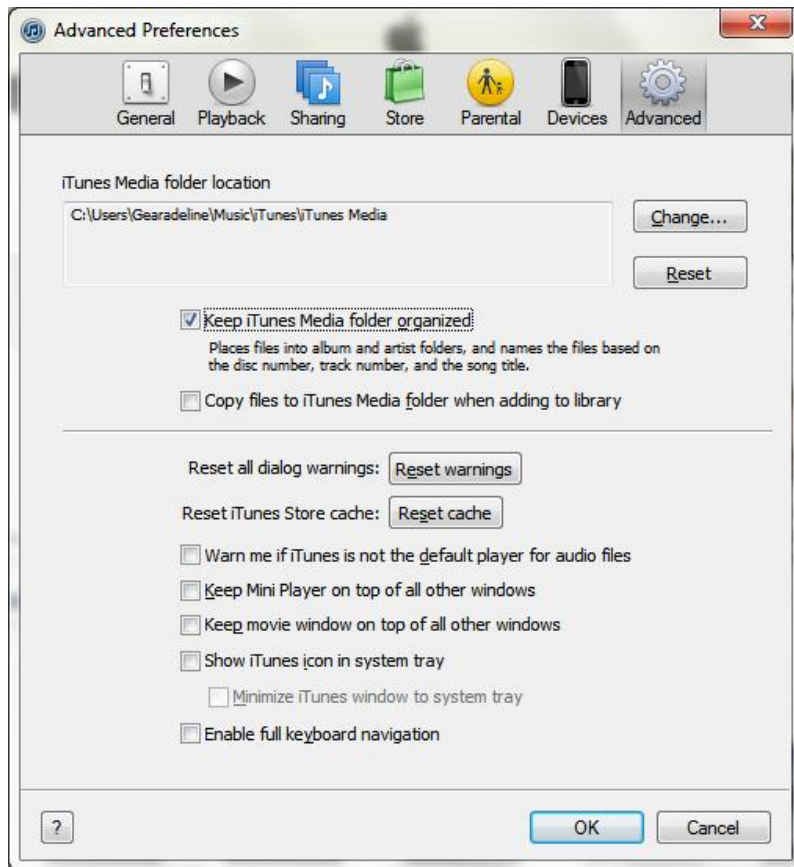 Advanced Preferences
General Playback Sharing Store Parental Devices Advanced
iTunes Media folder location
C:\Users\Gearadeline\Music\iTunes\iTunes Media
Change...
Reset
Keep iTunes Media folder organized
Places files into album and artist folders, and names the files based on
the disc number, track number, and the song title.
Copy files to iTunes Media folder when adding to library
Reset all dialog warnings: Reset warnings
Reset iTunes Store cache: Reset cache
Warn me if iTunes is not the default player for audio files
Keep Mini Player on top of all other windows
Keep movie window on top of all other windows
Show iTunes icon in system tray
Minimize iTunes window to system tray
Enable full keyboard navigation
? OK Cancel